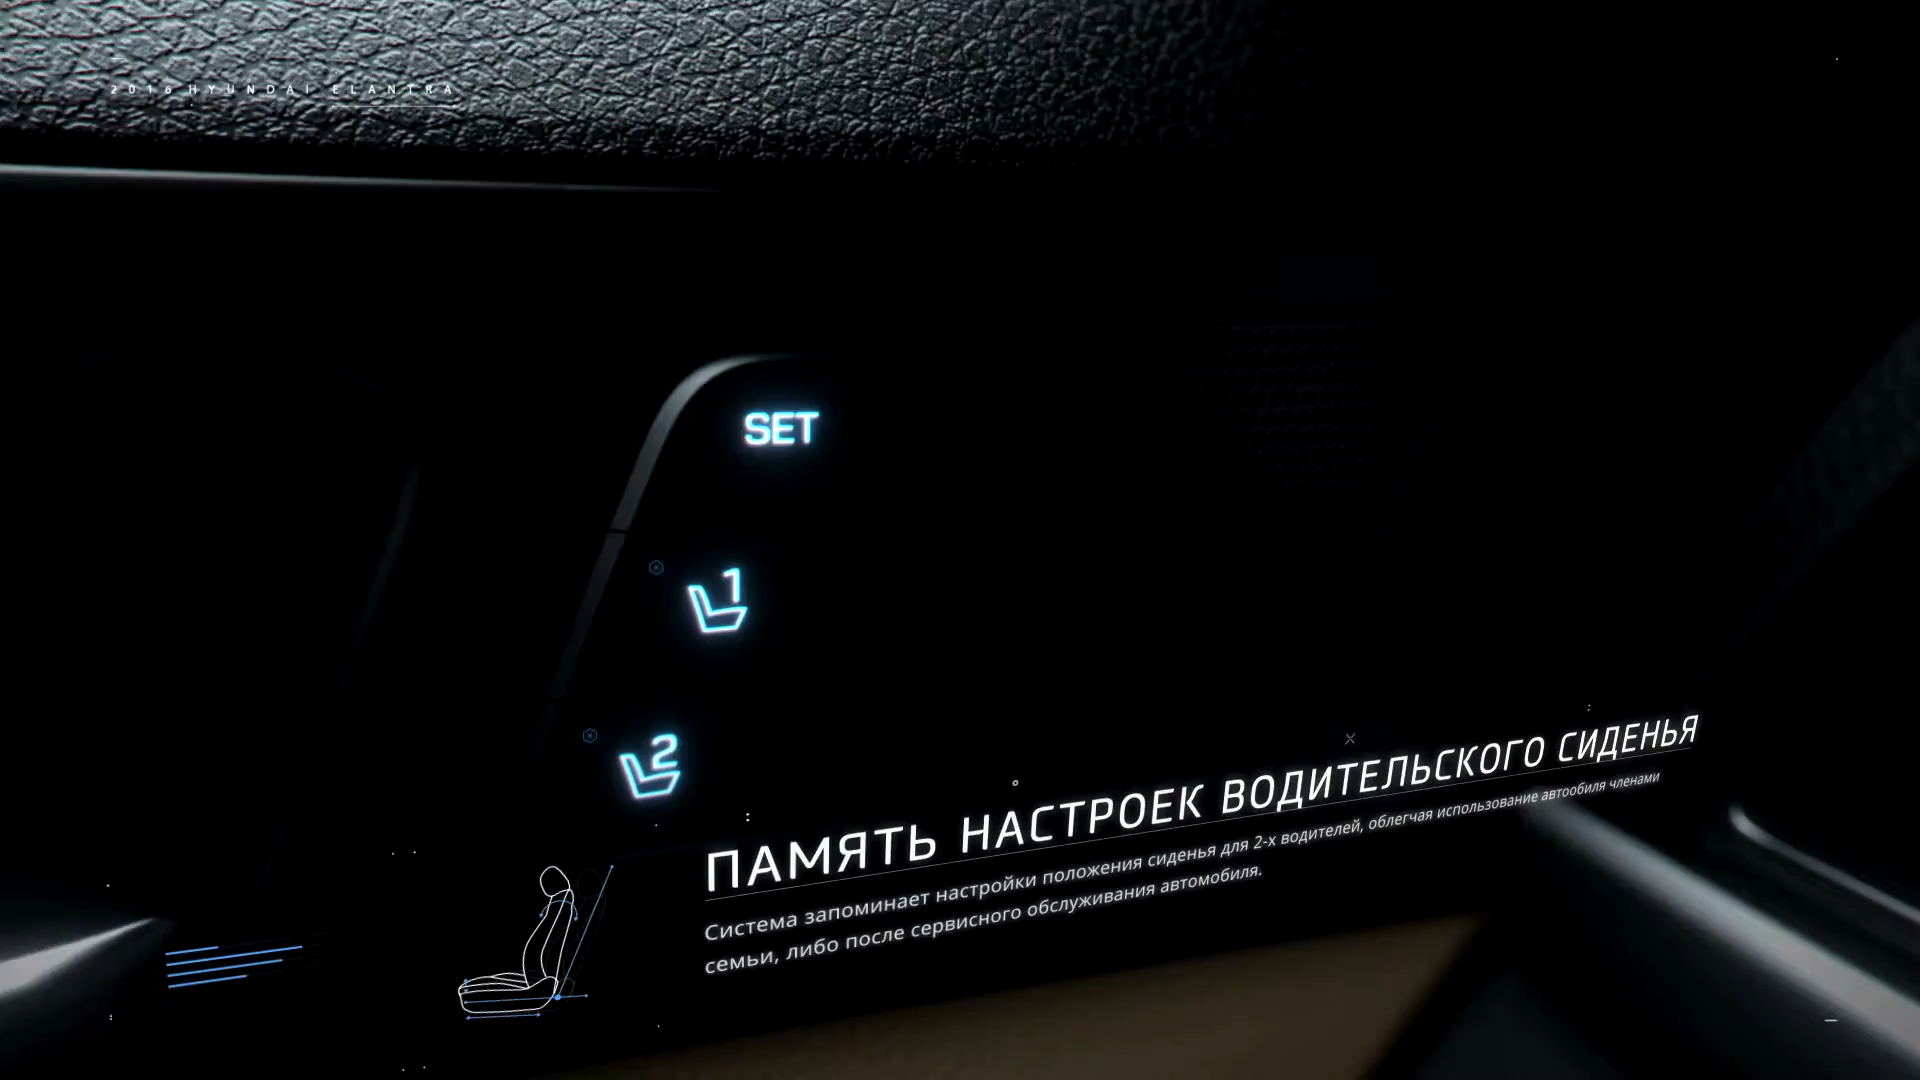 2016 HYUNDAI ELANTRA
SET
1
2
ПАМЯТЬ НАСТРОЕК ВОДИТЕЛЬСКОГО СИДЕНЬЯ
Система запоминает настройки положения сиденья для 2-х водителей, облегчая использование автообиля членами
семьи, либо после сервисного обслуживания автомобиля.